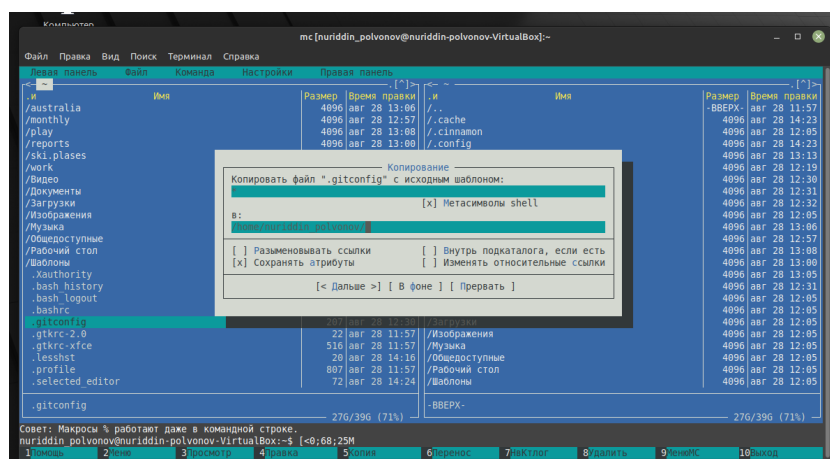 Компьютер
mc [nuriddin_polvonov@nuriddin-polvonov-VirtualBox]:~
Файл Правка Вид Поиск Терминал Справка
Левая панель Файл Команда Настройки Правая панель
<- ~ .[^]> <- ~ .[^]>
.и Имя Размер Время правки .и Имя Размер Время правки
/australia 4096 авг 28 13:06 /.. -ВВЕРХ- авг 28 11:57
/monthly 4096 авг 28 12:57 /.cache 4096 авг 28 14:23
/play 4096 авг 28 13:08 /.cinnamon 4096 авг 28 12:05
/reports 4096 авг 28 13:00 /.config 4096 авг 28 14:23
/ski.plases 4096 авг 28 13:13
/work 4096 авг 28 12:19
/Видео 4096 авг 28 12:30
/Документы 4096 авг 28 12:31
/Загрузки 4096 авг 28 12:32
/Изображения 4096 авг 28 12:05
/Музыка 4096 авг 28 13:06
/Общедоступные 4096 авг 28 12:57
/Рабочий стол 4096 авг 28 13:08
/Шаблоны 4096 авг 28 13:00
.Xauthority 4096 авг 28 13:05
.bash_history 4096 авг 28 12:31
.bash_logout 4096 авг 28 12:05
.bashrc 4096 авг 28 12:05
Копирование
Копировать файл ".gitconfig" с исходным шаблоном:
*
[x] Метасимволы shell
в:
/home/nuriddin_polvonov/
[ ] Разыменовывать ссылки [ ] Внутрь подкаталога, если есть
[x] Сохранять атрибуты [ ] Изменять относительные ссылки
[< Дальше >] [ В фоне ] [ Прервать ]
.gitconfig 207 авг 28 12:30 /Загрузки 4096 авг 28 12:05
.gtkrc-2.0 22 авг 28 11:57 /Изображения 4096 авг 28 12:05
.gtkrc-xfce 516 авг 28 11:57 /Музыка 4096 авг 28 12:05
.lesshst 20 авг 28 14:16 /Общедоступные 4096 авг 28 12:05
.profile 807 авг 28 11:57 /Рабочий стол 4096 авг 28 12:05
.selected_editor 72 авг 28 14:24 /Шаблоны 4096 авг 28 12:05
.gitconfig -ВВЕРХ-
27G/39G (71%) 27G/39G (71%)
Совет: Макросы % работают даже в командной строке.
nuriddin_polvonov@nuriddin-polvonov-VirtualBox:~$ [<0;68;25M
1Помощь 2Меню 3Просмотр 4Правка 5Копия 6Перенос 7НвКтлог 8Удалить 9МенюМС 10Выход